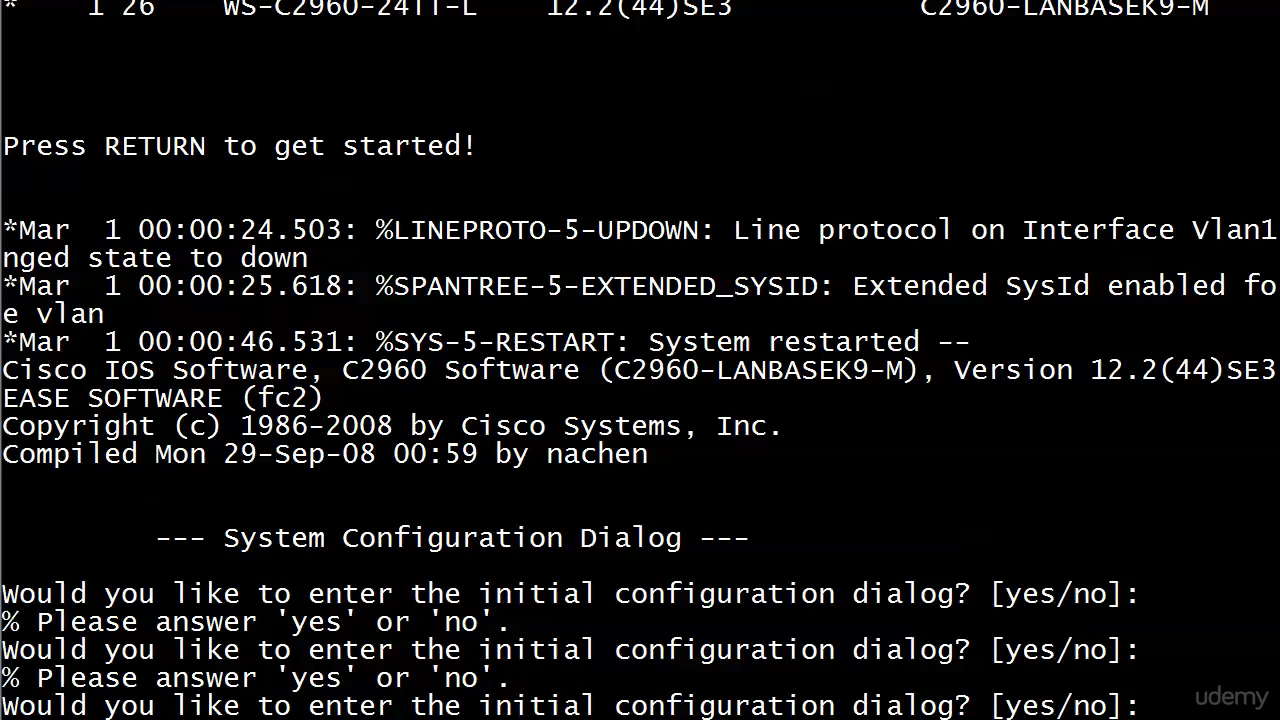 * 1 26 WS-C2960-24TT-L 12.2(44)SE3 C2960-LANBASEK9-M
Press RETURN to get started!
*Mar 1 00:00:24.503: %LINEPROTO-5-UPDOWN: Line protocol on Interface Vlan1
nged state to down
*Mar 1 00:00:25.618: %SPANTREE-5-EXTENDED_SYSID: Extended SysId enabled fo
e vlan
*Mar 1 00:00:46.531: %SYS-5-RESTART: System restarted --
Cisco IOS Software, C2960 Software (C2960-LANBASEK9-M), Version 12.2(44)SE3
EASE SOFTWARE (fc2)
Copyright (c) 1986-2008 by Cisco Systems, Inc.
Compiled Mon 29-Sep-08 00:59 by nachen
--- System Configuration Dialog ---
Would you like to enter the initial configuration dialog? [yes/no]:
% Please answer 'yes' or 'no'.
Would you like to enter the initial configuration dialog? [yes/no]:
% Please answer 'yes' or 'no'.
Would you like to enter the initial configuration dialog? [yes/no]:
udemy